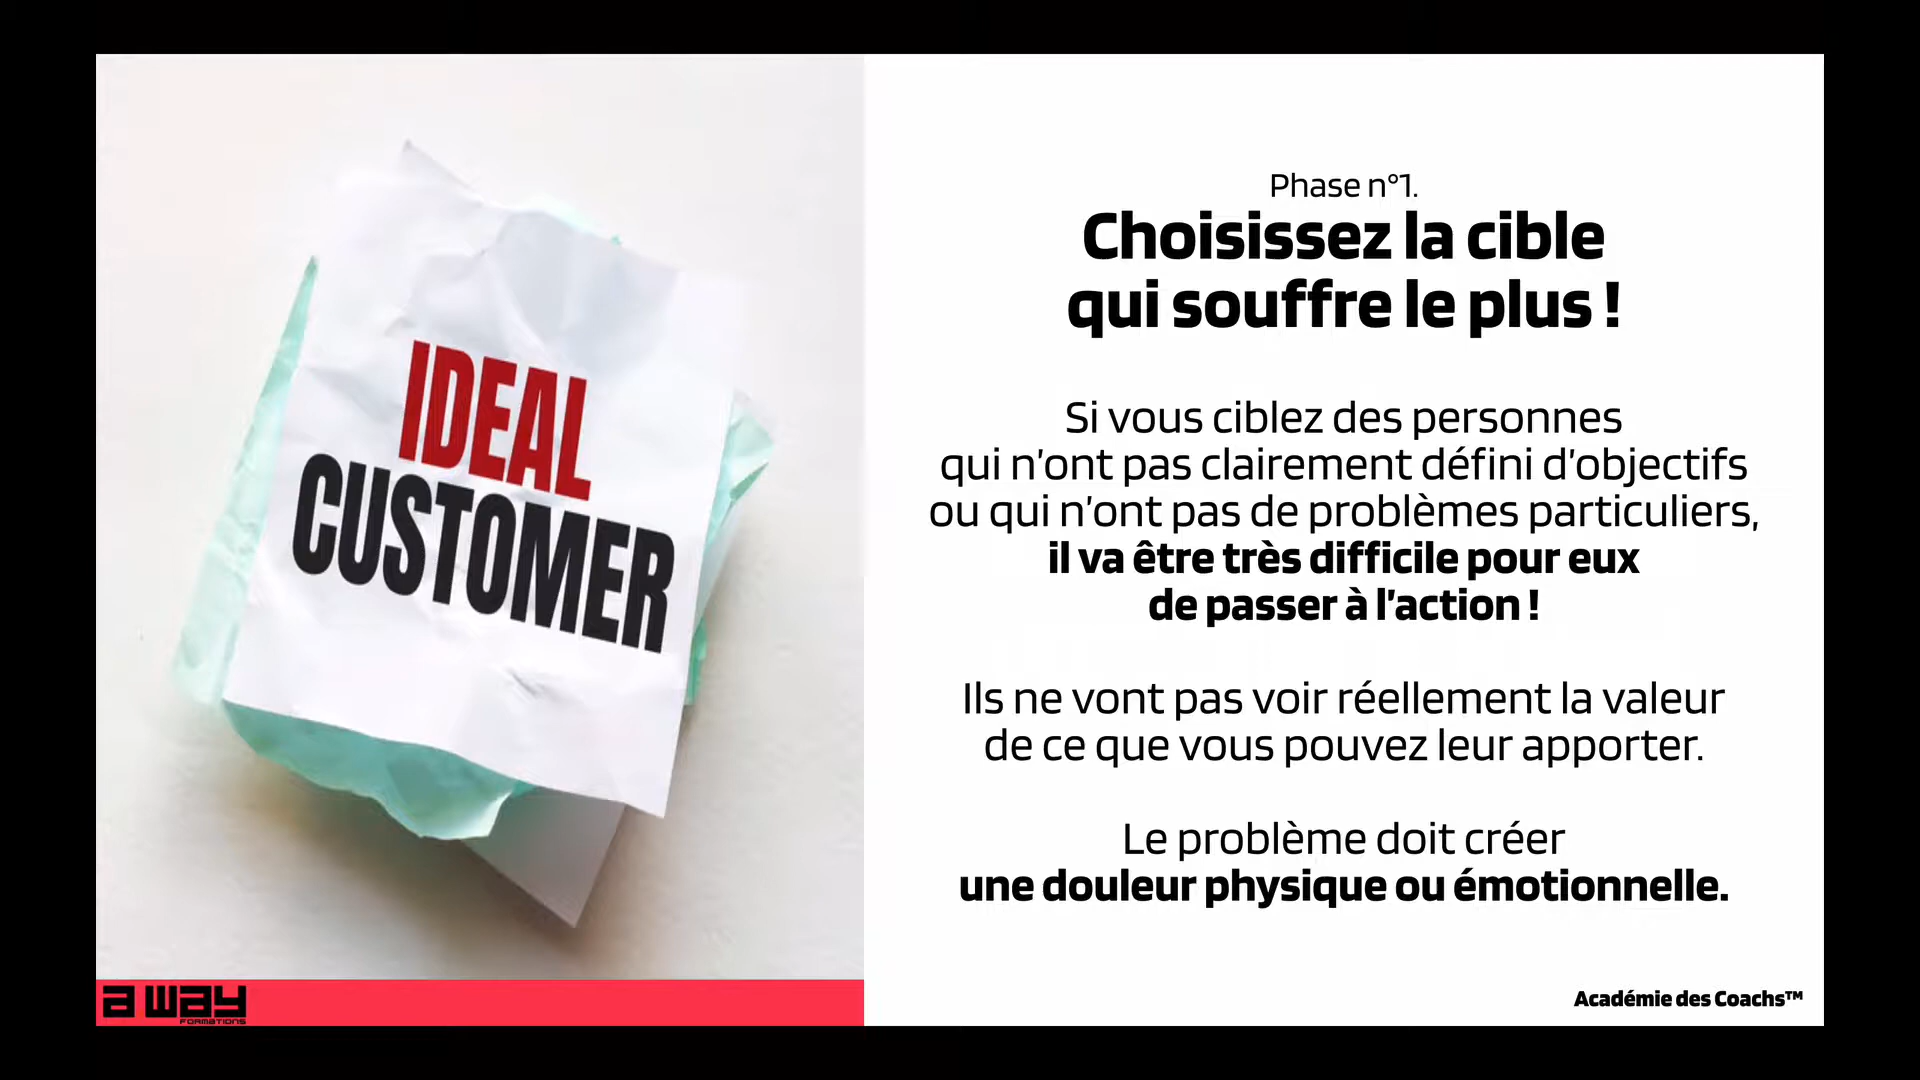 IDEAL
CUSTOMER
a way
FORMATIONS
Phase n°1.
Choisissez la cible
qui souffre le plus !
Si vous ciblez des personnes
qui n’ont pas clairement défini d’objectifs
ou qui n’ont pas de problèmes particuliers,
il va être très difficile pour eux
de passer à l’action !
Ils ne vont pas voir réellement la valeur
de ce que vous pouvez leur apporter.
Le problème doit créer
une douleur physique ou émotionnelle.
Académie des Coachs™